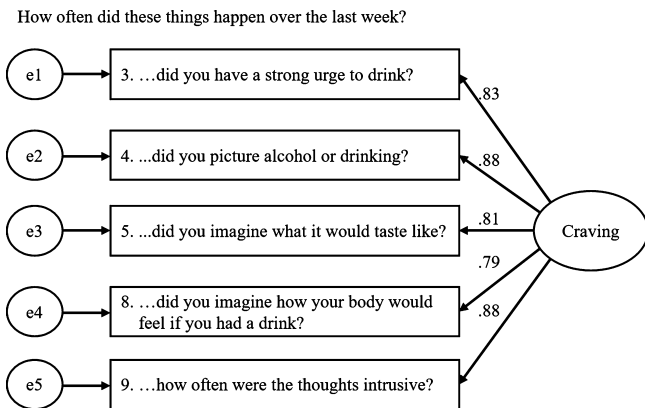 How often did these things happen over the last week?
e1
3. …did you have a strong urge to drink?
.83
e2
4. ...did you picture alcohol or drinking?
.88
e3
5. ...did you imagine what it would taste like?
.81
Craving
.79
e4
8. …did you imagine how your body would
feel if you had a drink?
.88
e5
9. …how often were the thoughts intrusive?